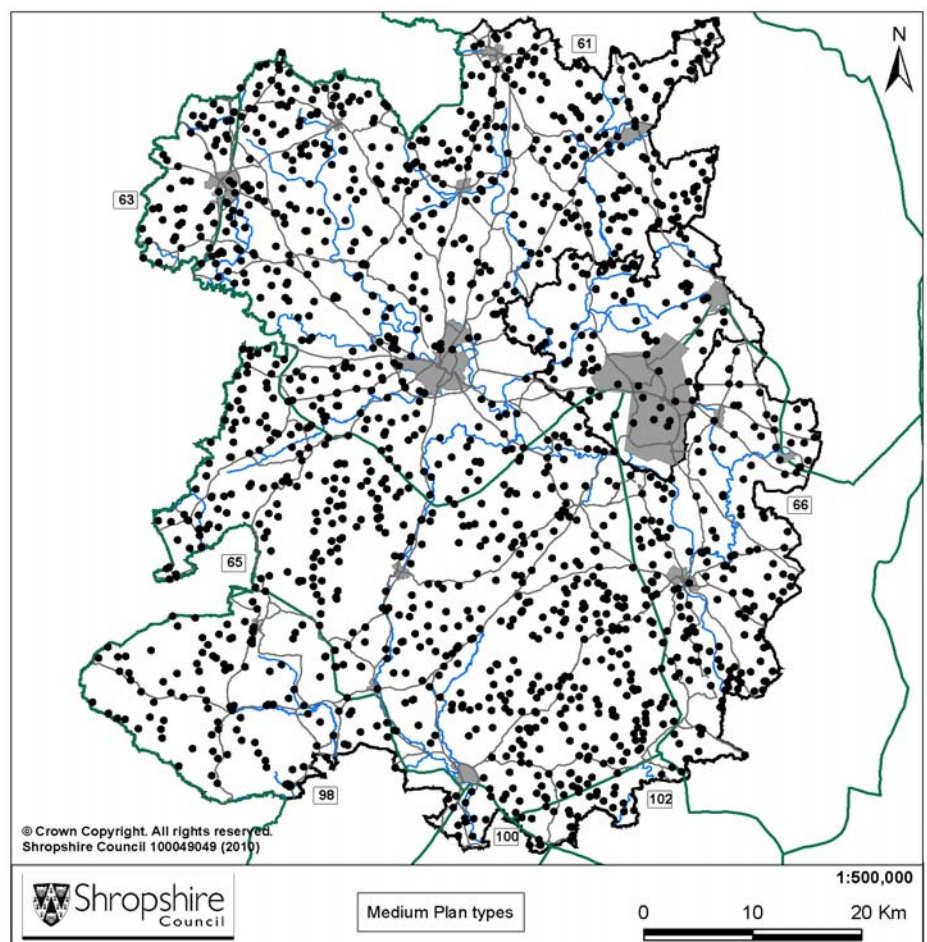 61
N
63
66
65
98
102
100
© Crown Copyright. All rights reserved.
Shropshire Council 100049049 (2010)
Shropshire
Council
Medium Plan types
1:500,000
0 10 20 Km